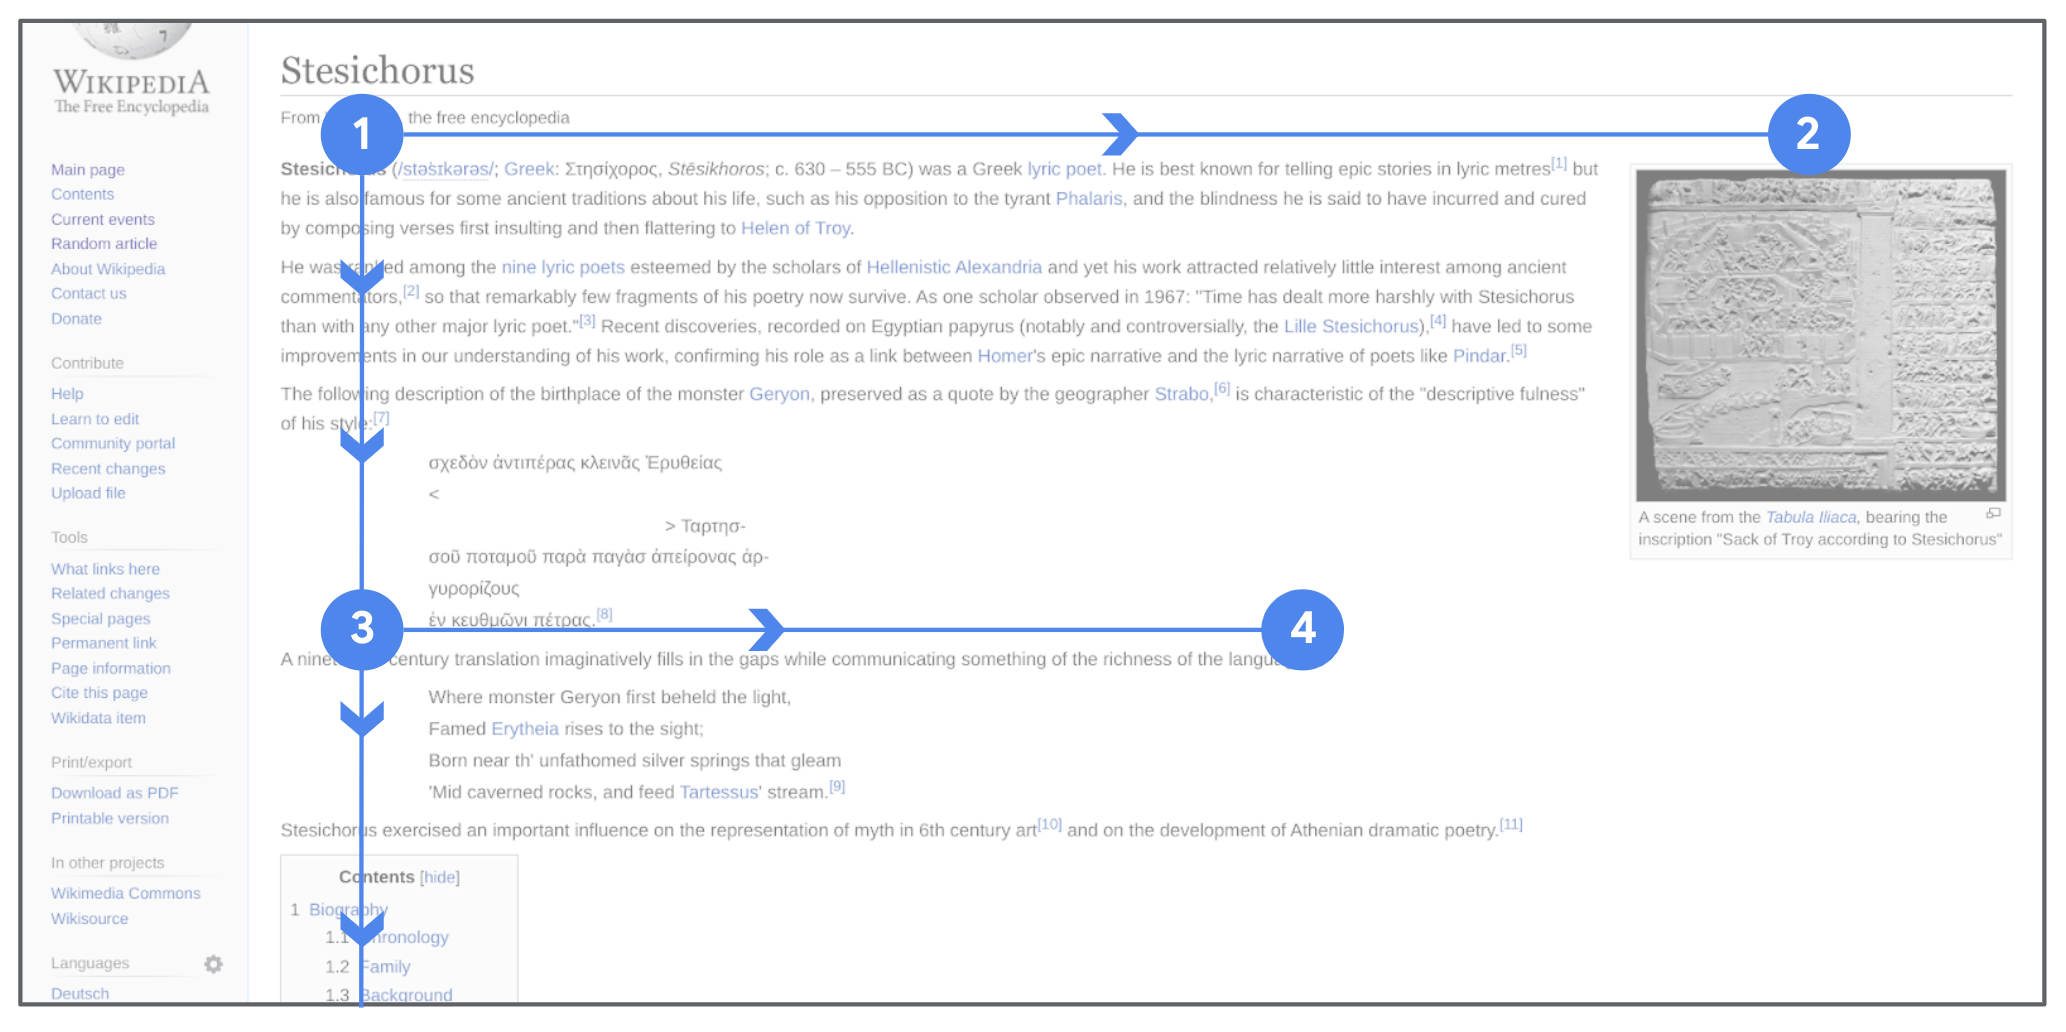 WIKIPEDIA
The Free Encyclopedia
Main page
Contents
Current events
Random article
About Wikipedia
Contact us
Donate
Contribute
Help
Learn to edit
Community portal
Recent changes
Upload file
Tools
What links here
Related changes
Special pages
Permanent link
Page information
Cite this page
Wikidata item
Print/export
Download as PDF
Printable version
In other projects
Wikimedia Commons
Wikisource
Languages
Deutsch
Stesichorus
From the free encyclopedia
1
2
(/stəˈsɪkərəs/; Greek: Στησίχορος, Stēsikhoros; c. 630 – 555 BC) was a Greek lyric poet. He is best known for telling epic stories in lyric metres[1] but
he is also famous for some ancient traditions about his life, such as his opposition to the tyrant Phalaris, and the blindness he is said to have incurred and cured
by composing verses first insulting and then flattering to Helen of Troy.
He was ranked among the nine lyric poets esteemed by the scholars of Hellenistic Alexandria and yet his work attracted relatively little interest among ancient
commentators,[2] so that remarkably few fragments of his poetry now survive. As one scholar observed in 1967: "Time has dealt more harshly with Stesichorus
than with any other major lyric poet."[3] Recent discoveries, recorded on Egyptian papyrus (notably and controversially, the Lille Stesichorus),[4] have led to some
improvements in our understanding of his work, confirming his role as a link between Homer's epic narrative and the lyric narrative of poets like Pindar.[5]
The following description of the birthplace of the monster Geryon, preserved as a quote by the geographer Strabo,[6] is characteristic of the "descriptive fulness"
of his style:[7]
σχεδὸν ἀντιπέρας κλεινᾶς Ἐρυθείας
<
> Ταρτησ-
σοῦ ποταμοῦ παρὰ παγὰσ ἀπείρονας ἀρ-
γυρορίζους
ἐν κευθμῶνι πέτρας.[8]
3
4
A century translation imaginatively fills in the gaps while communicating something of the richness of the
Where monster Geryon first beheld the light,
Famed Erytheia rises to the sight;
Born near th' unfathomed silver springs that gleam
'Mid caverned rocks, and feed Tartessus' stream.[9]
Stesichorus exercised an important influence on the representation of myth in 6th century art[10] and on the development of Athenian dramatic poetry.[11]
Contents [hide]
1 Biography
1.1 Chronology
1.2 Family
1.3 Background
A scene from the Tabula Iliaca, bearing the
inscription "Sack of Troy according to Stesichorus"